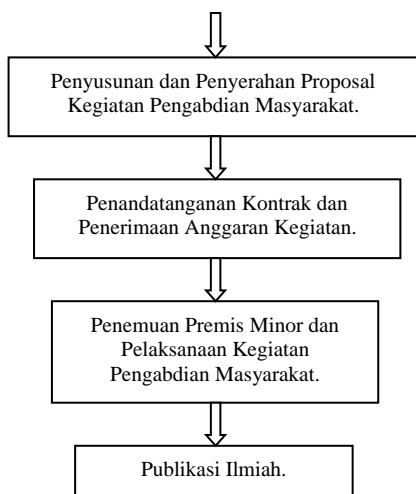 Penyusunan dan Penyerahan Proposal
Kegiatan Pengabdian Masyarakat.
Penandatanganan Kontrak dan
Penerimaan Anggaran Kegiatan.
Penemuan Premis Minor dan
Pelaksanaan Kegiatan
Pengabdian Masyarakat.
Publikasi Ilmiah.